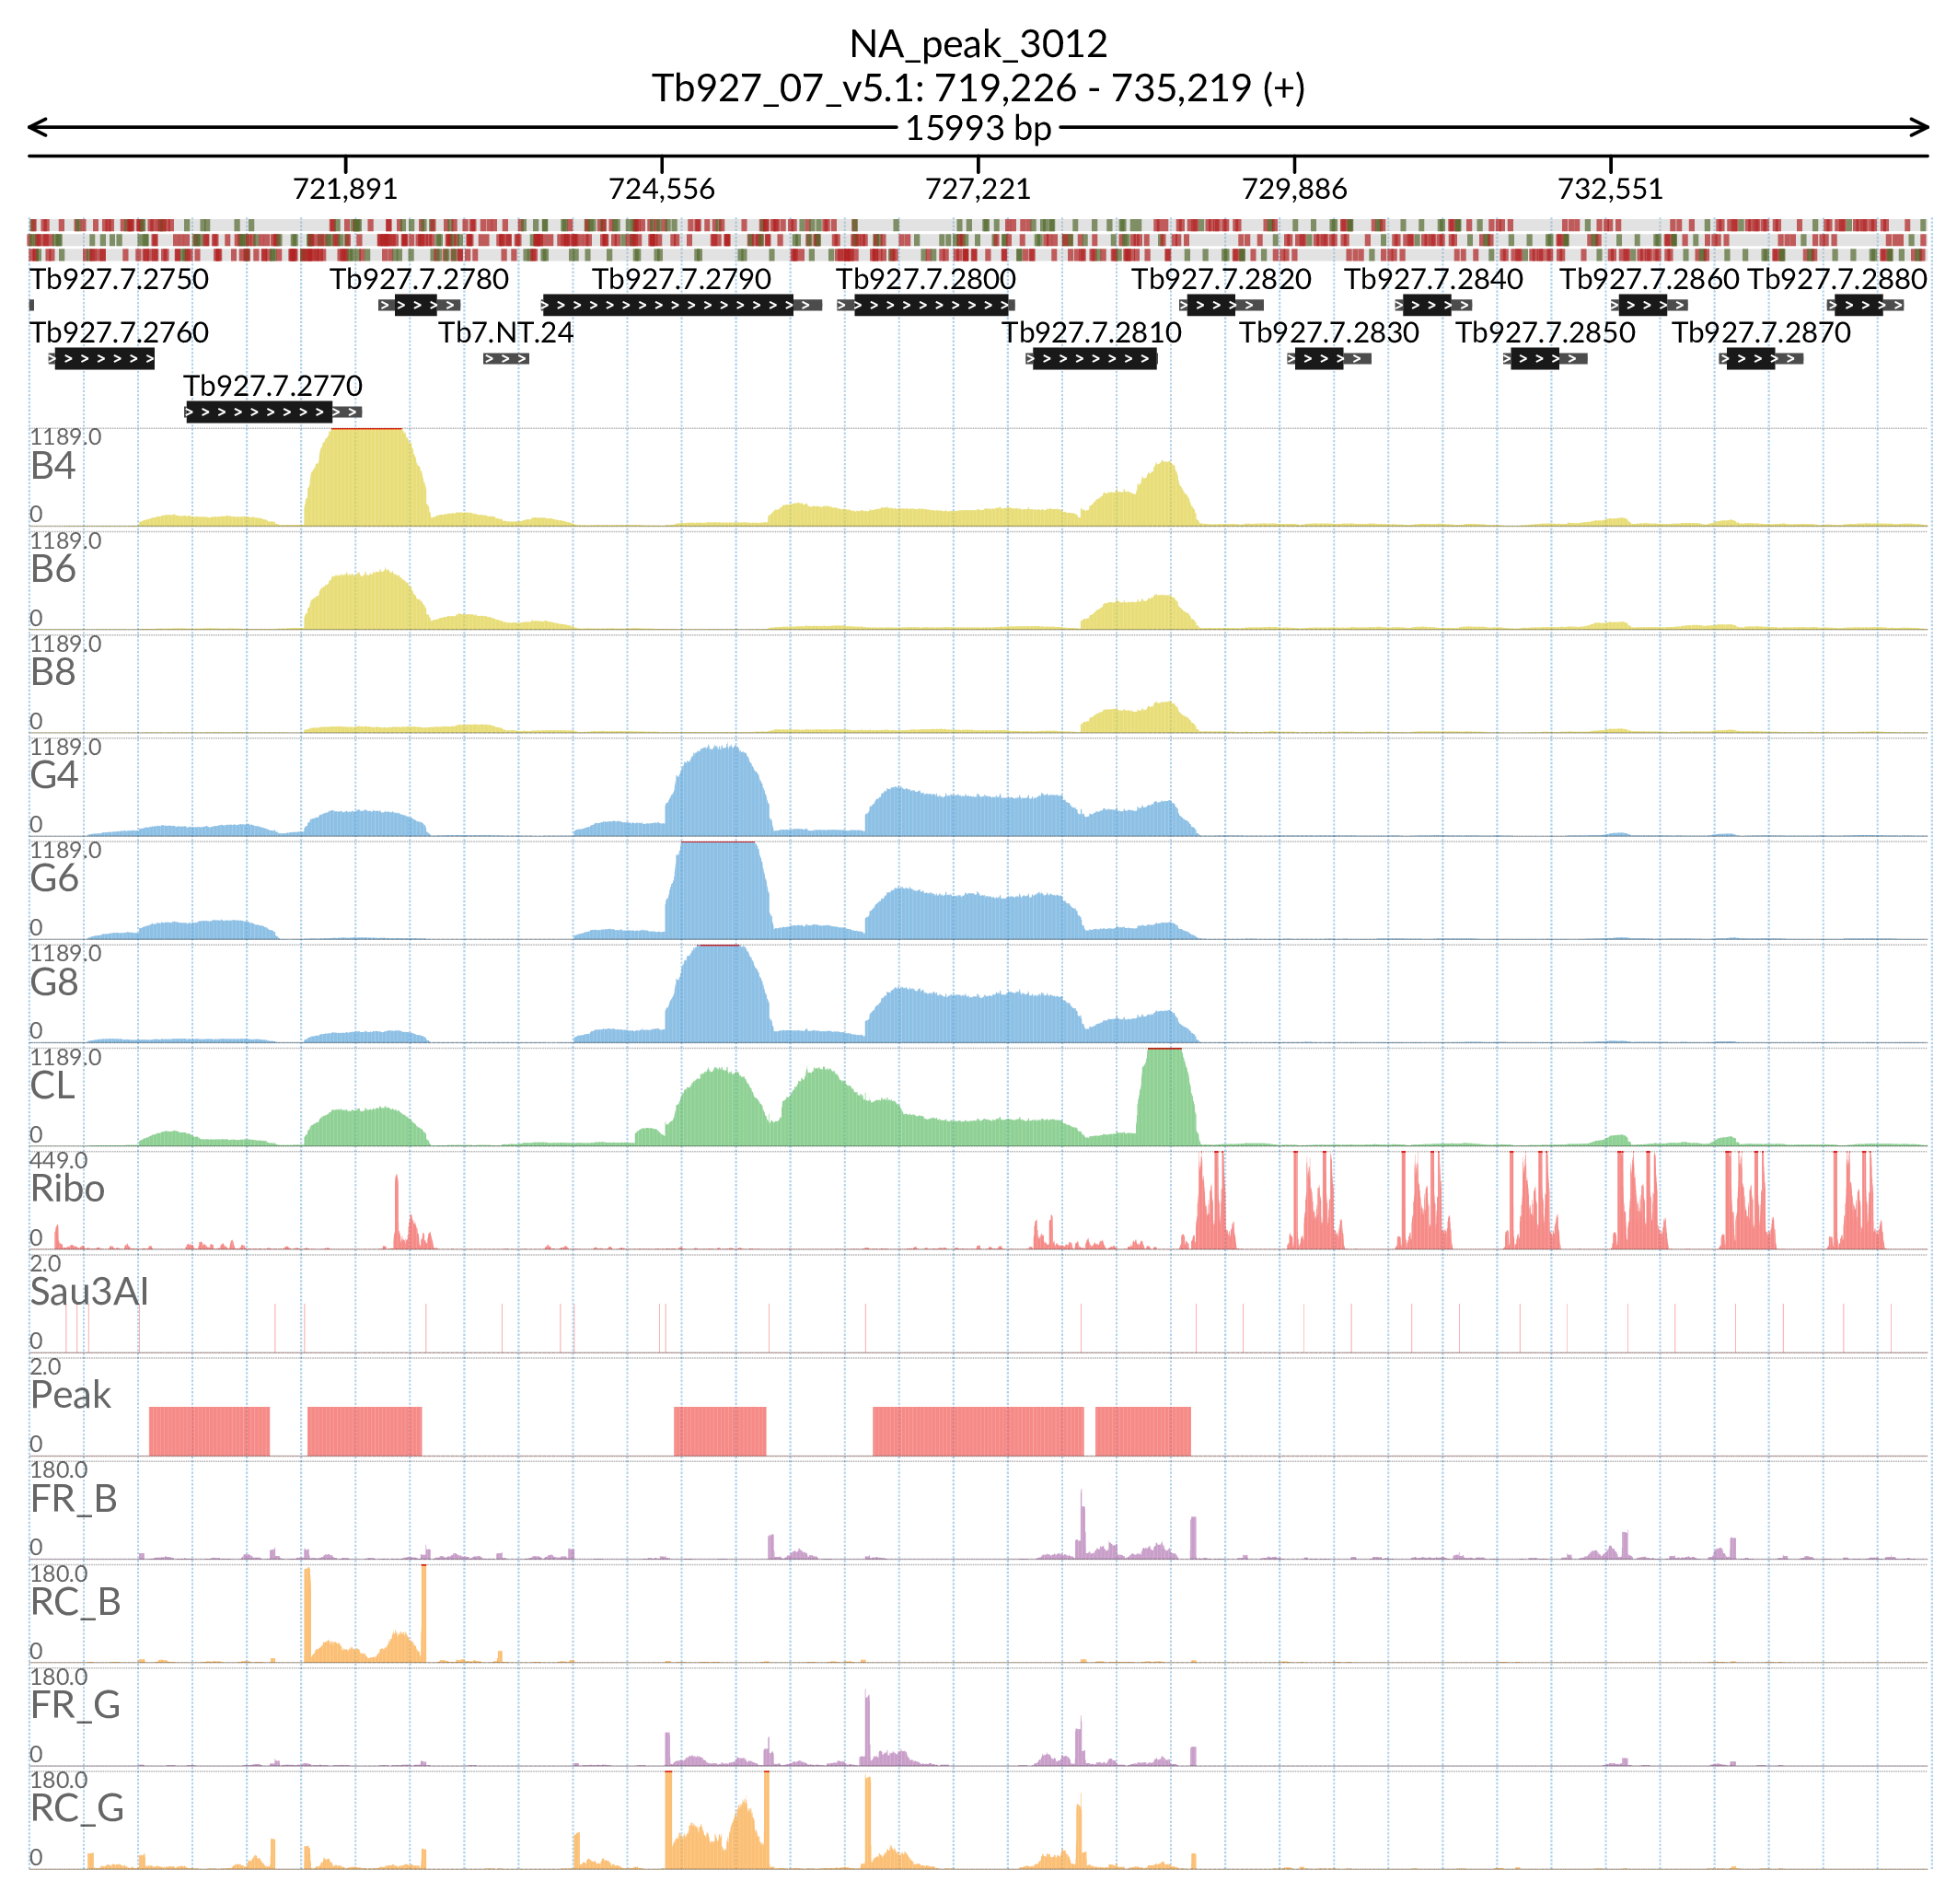 NA_peak_3012
Tb927_07_v5.1: 719,226 - 735,219 (+)
15993 bp
721,891 724,556 727,221 729,886 732,551
Tb927.7.2750 Tb927.7.2780 Tb927.7.2790 Tb927.7.2800 Tb927.7.2820 Tb927.7.2840 Tb927.7.2860 Tb927.7.2880
Tb927.7.2760 Tb7.NT.24 Tb927.7.2810 Tb927.7.2830 Tb927.7.2850 Tb927.7.2870
Tb927.7.2770
1189.0
B4
0
1189.0
B6
0
1189.0
B8
0
1189.0
G4
0
1189.0
G6
0
1189.0
G8
0
1189.0
CL
0
449.0
Ribo
0
2.0
Sau3AI
0
2.0
Peak
0
180.0
FR_B
0
180.0
RC_B
0
180.0
FR_G
0
180.0
RC_G
0